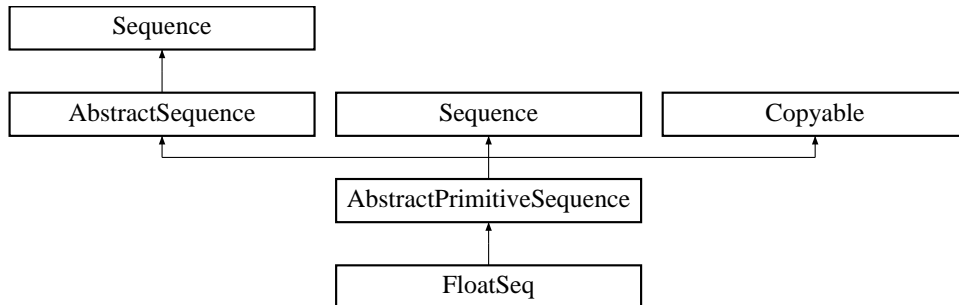 Sequence
AbstractSequence Sequence Copyable
AbstractPrimitiveSequence
FloatSeq